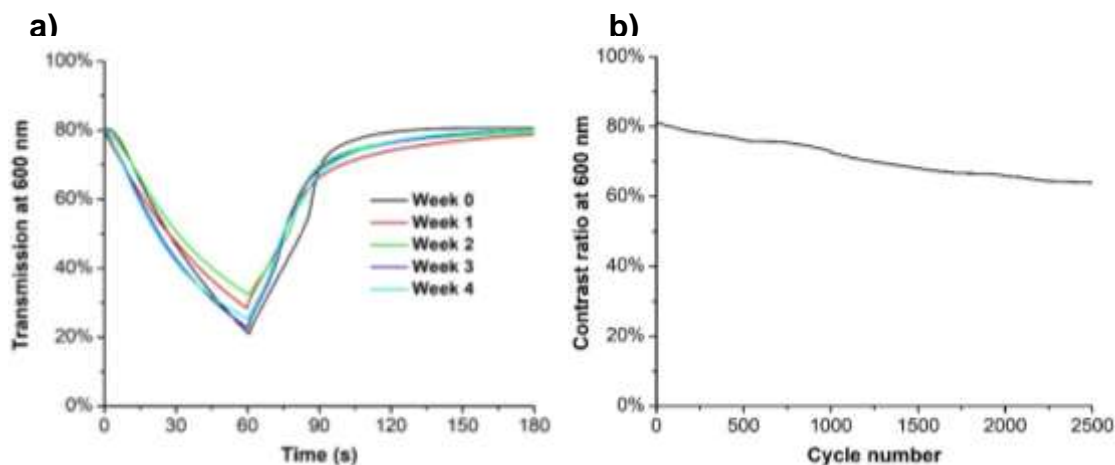 a)
100%
80%
60%
40%
20%
0%
Transmission at 600 nm
Week 0
Week 1
Week 2
Week 3
Week 4
0 30 60 90 120 150 180
Time (s)
b)
100%
80%
60%
40%
20%
0%
Contrast ratio at 600 nm
0 500 1000 1500 2000 2500
Cycle number